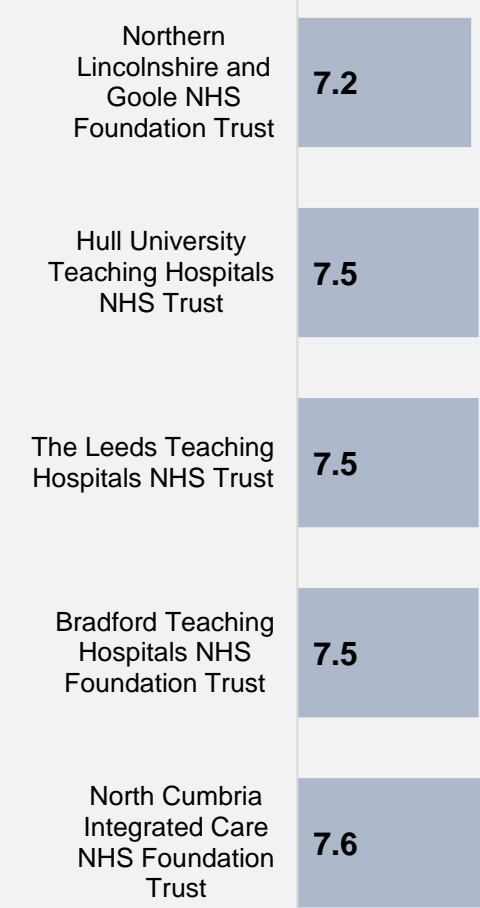 Northern
Lincolnshire and
Goole NHS
Foundation Trust
7.2
Hull University
Teaching Hospitals
NHS Trust
7.5
The Leeds Teaching
Hospitals NHS Trust
7.5
Bradford Teaching
Hospitals NHS
Foundation Trust
7.5
North Cumbria
Integrated Care
NHS Foundation
Trust
7.6